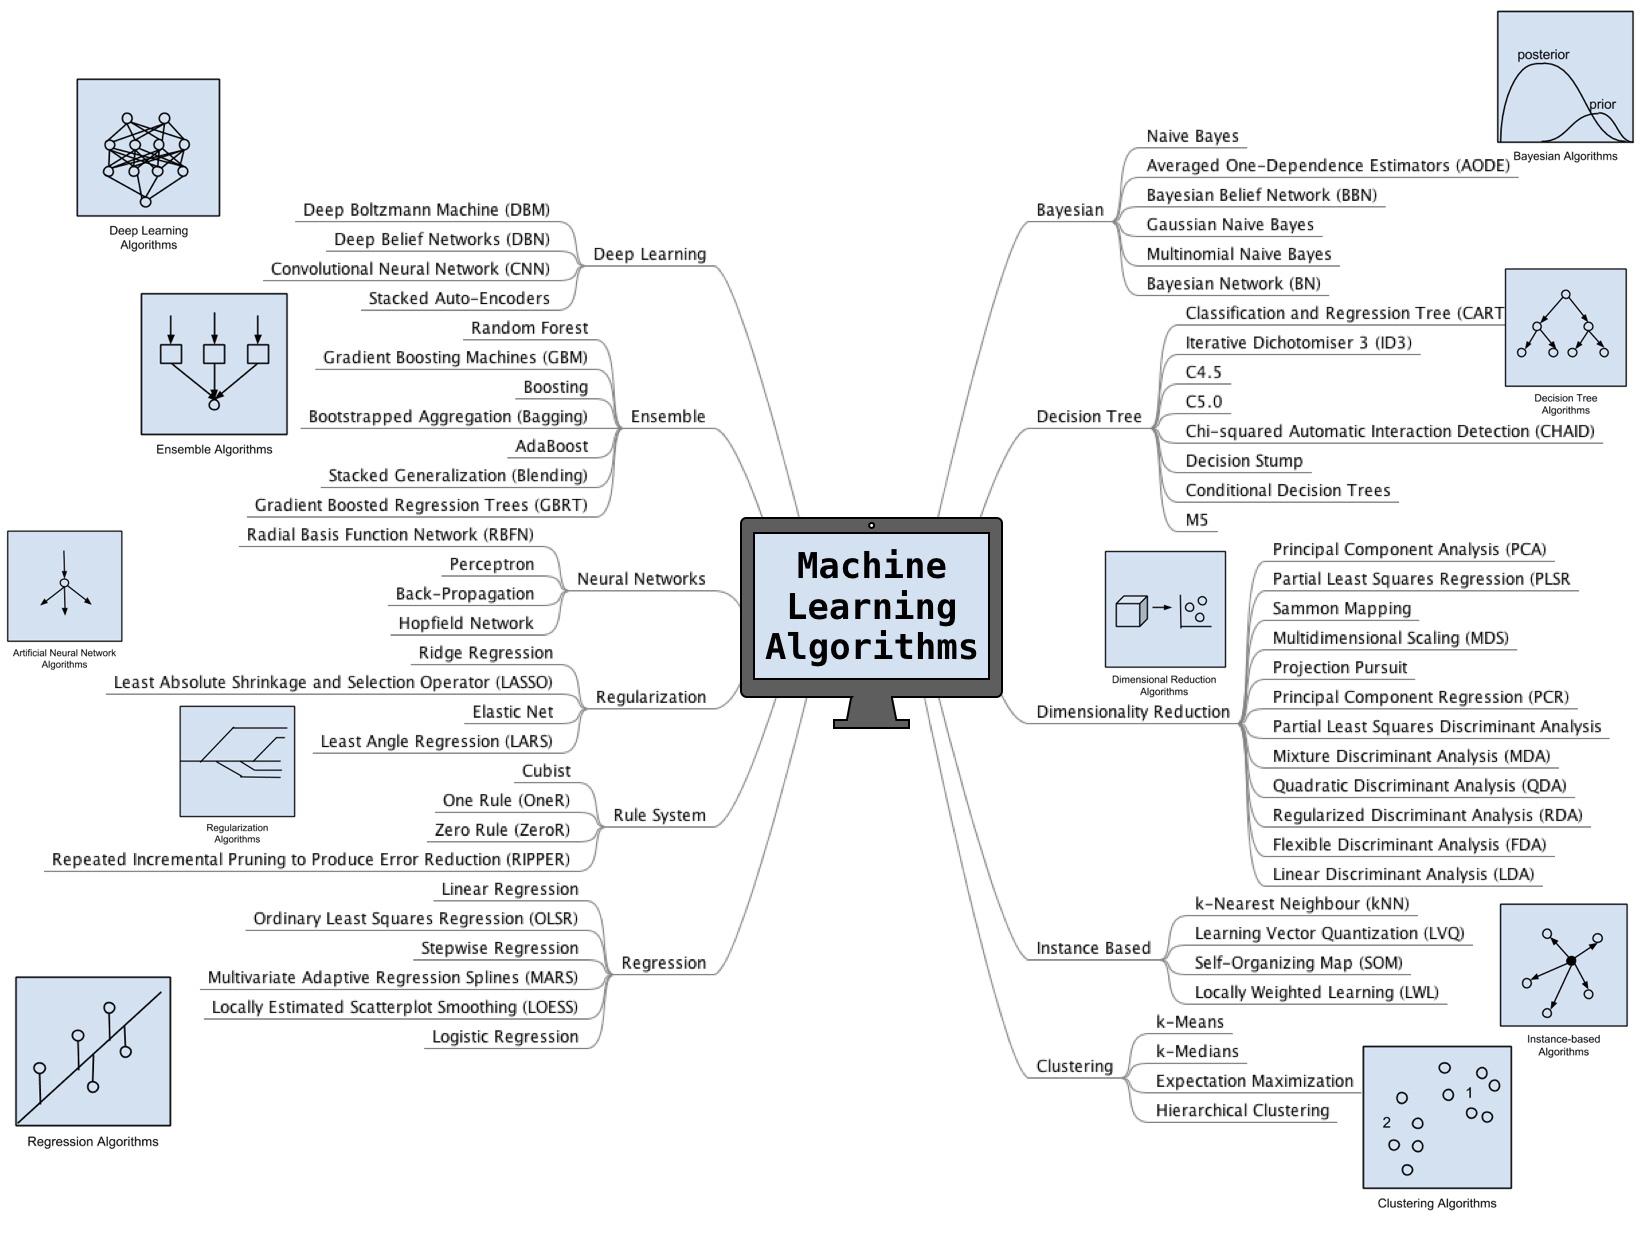 Machine
Learning
Algorithms
Deep Learning
Deep Boltzmann Machine (DBM)
Deep Belief Networks (DBN)
Convolutional Neural Network (CNN)
Stacked Auto-Encoders
Deep Learning
Algorithms
Ensemble
Random Forest
Gradient Boosting Machines (GBM)
Boosting
Bootstrapped Aggregation (Bagging)
AdaBoost
Stacked Generalization (Blending)
Gradient Boosted Regression Trees (GBRT)
Ensemble Algorithms
Neural Networks
Radial Basis Function Network (RBFN)
Perceptron
Back-Propagation
Hopfield Network
Artificial Neural Network
Algorithms
Regularization
Ridge Regression
Least Absolute Shrinkage and Selection Operator (LASSO)
Elastic Net
Least Angle Regression (LARS)
Regularization
Algorithms
Rule System
Cubist
One Rule (OneR)
Zero Rule (ZeroR)
Repeated Incremental Pruning to Produce Error Reduction (RIPPER)
Regression
Linear Regression
Ordinary Least Squares Regression (OLSR)
Stepwise Regression
Multivariate Adaptive Regression Splines (MARS)
Locally Estimated Scatterplot Smoothing (LOESS)
Logistic Regression
Regression Algorithms
Bayesian
Naive Bayes
Averaged One-Dependence Estimators (AODE)
Bayesian Belief Network (BBN)
Gaussian Naive Bayes
Multinomial Naive Bayes
Bayesian Network (BN)
posterior
prior
Bayesian Algorithms
Decision Tree
Classification and Regression Tree (CART
Iterative Dichotomiser 3 (ID3)
C4.5
C5.0
Chi-squared Automatic Interaction Detection (CHAID)
Decision Stump
Conditional Decision Trees
M5
Decision Tree
Algorithms
Dimensionality Reduction
Principal Component Analysis (PCA)
Partial Least Squares Regression (PLSR
Sammon Mapping
Multidimensional Scaling (MDS)
Projection Pursuit
Principal Component Regression (PCR)
Partial Least Squares Discriminant Analysis
Mixture Discriminant Analysis (MDA)
Quadratic Discriminant Analysis (QDA)
Regularized Discriminant Analysis (RDA)
Flexible Discriminant Analysis (FDA)
Linear Discriminant Analysis (LDA)
Dimensional Reduction
Algorithms
Instance Based
k-Nearest Neighbour (kNN)
Learning Vector Quantization (LVQ)
Self-Organizing Map (SOM)
Locally Weighted Learning (LWL)
Instance-based
Algorithms
Clustering
k-Means
k-Medians
Expectation Maximization
Hierarchical Clustering
1
2
Clustering Algorithms